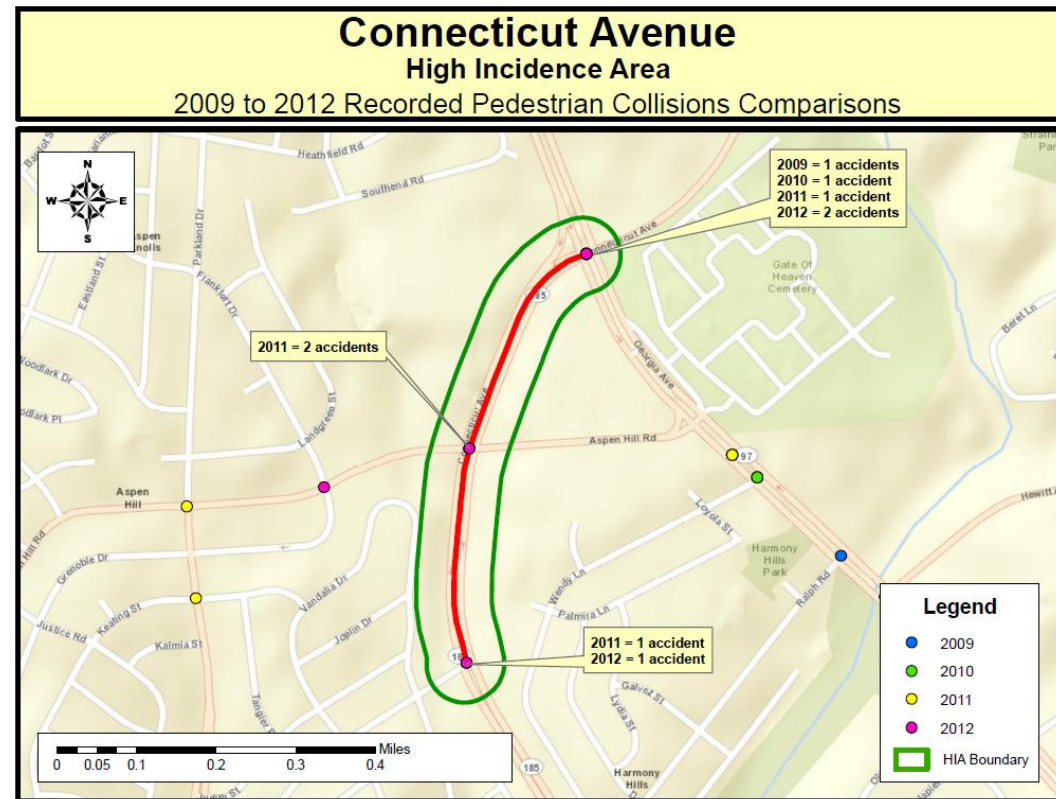 Connecticut Avenue
High Incidence Area
2009 to 2012 Recorded Pedestrian Collisions Comparisons
N
W
E
S
Heathfield Rd
Southend Rd
Parkland Dr
Eastland St
Frankfort Dr
2009 = 1 accidents
2010 = 1 accident
2011 = 1 accident
2012 = 2 accidents
Connecticut Ave
Gate Of
Heaven
Cemetery
Beret Ln
Georgia Ave
2011 = 2 accidents
Connecticut Ave
Landgreen St
Aspen Hill Rd
97
Aspen
Hill
Loyola St
Hewitt
Grenoble Dr
Harmony
Hills
Park
Ralph Rd
Wendy Ln
Palmira Ln
Vandalia Dr
Keating St
Justice Rd
Kalmia St
Joplin Dr
2011 = 1 accident
2012 = 1 accident
Galvez St
Lydia St
Harmony
Hills
185
Legend
2009
2010
2011
2012
HIA Boundary
Miles
0
0.05
0.1
0.2
0.3
0.4